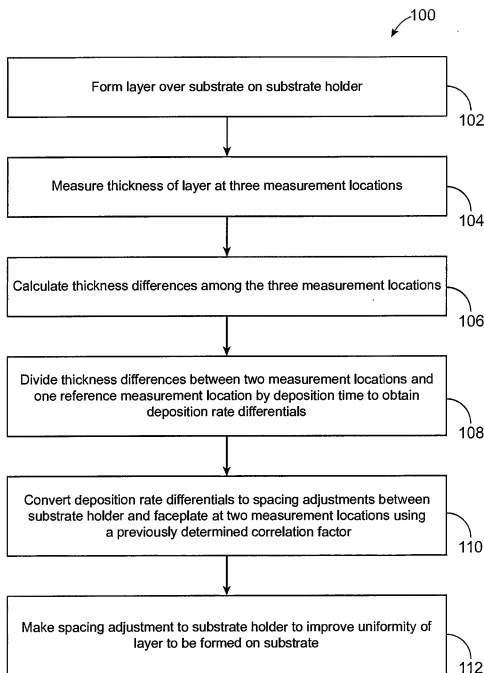 100
Form layer over substrate on substrate holder
102
Measure thickness of layer at three measurement locations
104
Calculate thickness differences among the three measurement locations
106
Divide thickness differences between two measurement locations and
one reference measurement location by deposition time to obtain
deposition rate differentials
108
Convert deposition rate differentials to spacing adjustments between
substrate holder and faceplate at two measurement locations using
a previously determined correlation factor
110
Make spacing adjustment to substrate holder to improve uniformity of
layer to be formed on substrate
112